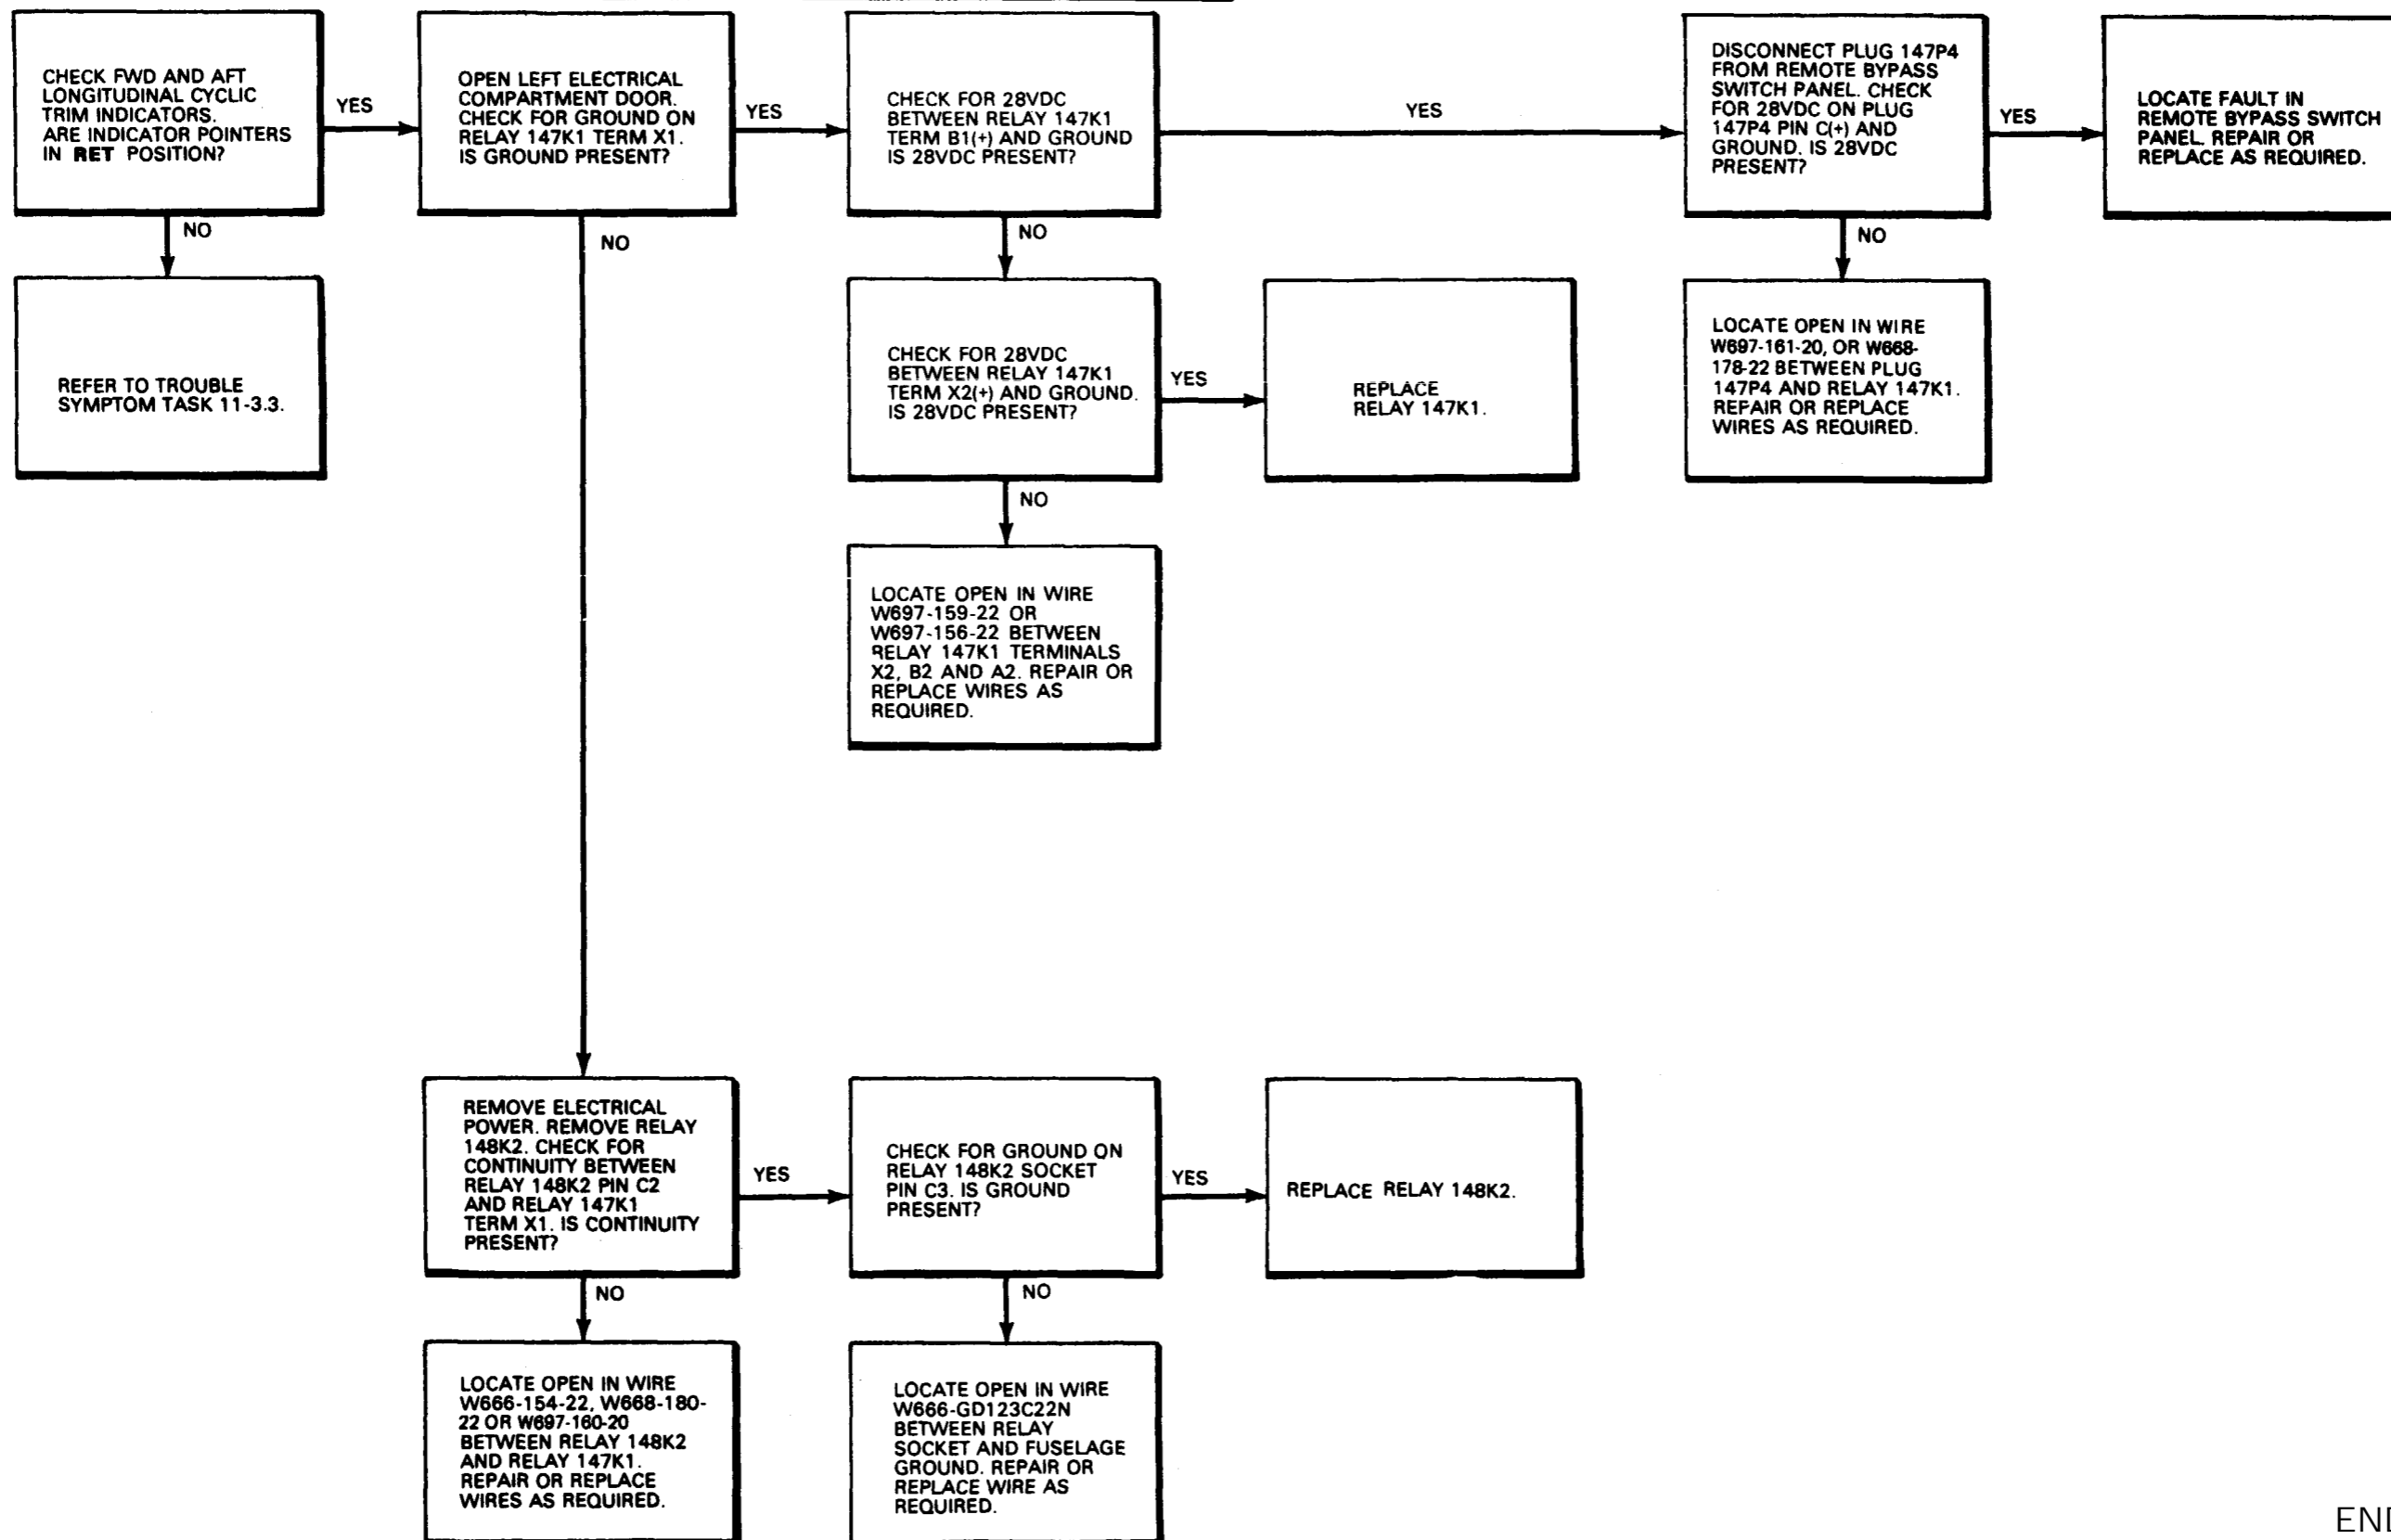 CHECK FWD AND AFT
LONGITUDINAL CYCLIC
TRIM INDICATORS.
ARE INDICATOR POINTERS
IN RET POSITION?
YES
NO
OPEN LEFT ELECTRICAL
COMPARTMENT DOOR.
CHECK FOR GROUND ON
RELAY 147K1 TERM X1.
IS GROUND PRESENT?
YES
NO
CHECK FOR 28VDC
BETWEEN RELAY 147K1
TERM B1(+) AND GROUND
IS 28VDC PRESENT?
YES
NO
DISCONNECT PLUG 147P4
FROM REMOTE BYPASS
SWITCH PANEL. CHECK
FOR 28VDC ON PLUG
147P4 PIN C(+) AND
GROUND. IS 28VDC
PRESENT?
YES
NO
LOCATE FAULT IN
REMOTE BYPASS SWITCH
PANEL. REPAIR OR
REPLACE AS REQUIRED.
REFER TO TROUBLE
SYMPTOM TASK 11-3.3.
CHECK FOR 28VDC
BETWEEN RELAY 147K1
TERM X2(+) AND GROUND.
IS 28VDC PRESENT?
YES
NO
REPLACE
RELAY 147K1.
LOCATE OPEN IN WIRE
W697-161-20, OR W668-
178-22 BETWEEN PLUG
147P4 AND RELAY 147K1.
REPAIR OR REPLACE
WIRES AS REQUIRED.
LOCATE OPEN IN WIRE
W697-159-22 OR
W697-156-22 BETWEEN
RELAY 147K1 TERMINALS
X2, B2 AND A2. REPAIR OR
REPLACE WIRES AS
REQUIRED.
REMOVE ELECTRICAL
POWER. REMOVE RELAY
148K2. CHECK FOR
CONTINUITY BETWEEN
RELAY 148K2 PIN C2
AND RELAY 147K1
TERM X1. IS CONTINUITY
PRESENT?
YES
NO
CHECK FOR GROUND ON
RELAY 148K2 SOCKET
PIN C3. IS GROUND
PRESENT?
YES
NO
REPLACE RELAY 148K2.
LOCATE OPEN IN WIRE
W666-154-22, W668-180-
22 OR W697-160-20
BETWEEN RELAY 148K2
AND RELAY 147K1.
REPAIR OR REPLACE
WIRES AS REQUIRED.
LOCATE OPEN IN WIRE
W666-GD123C22N
BETWEEN RELAY
SOCKET AND FUSELAGE
GROUND. REPAIR OR
REPLACE WIRE AS
REQUIRED.
END